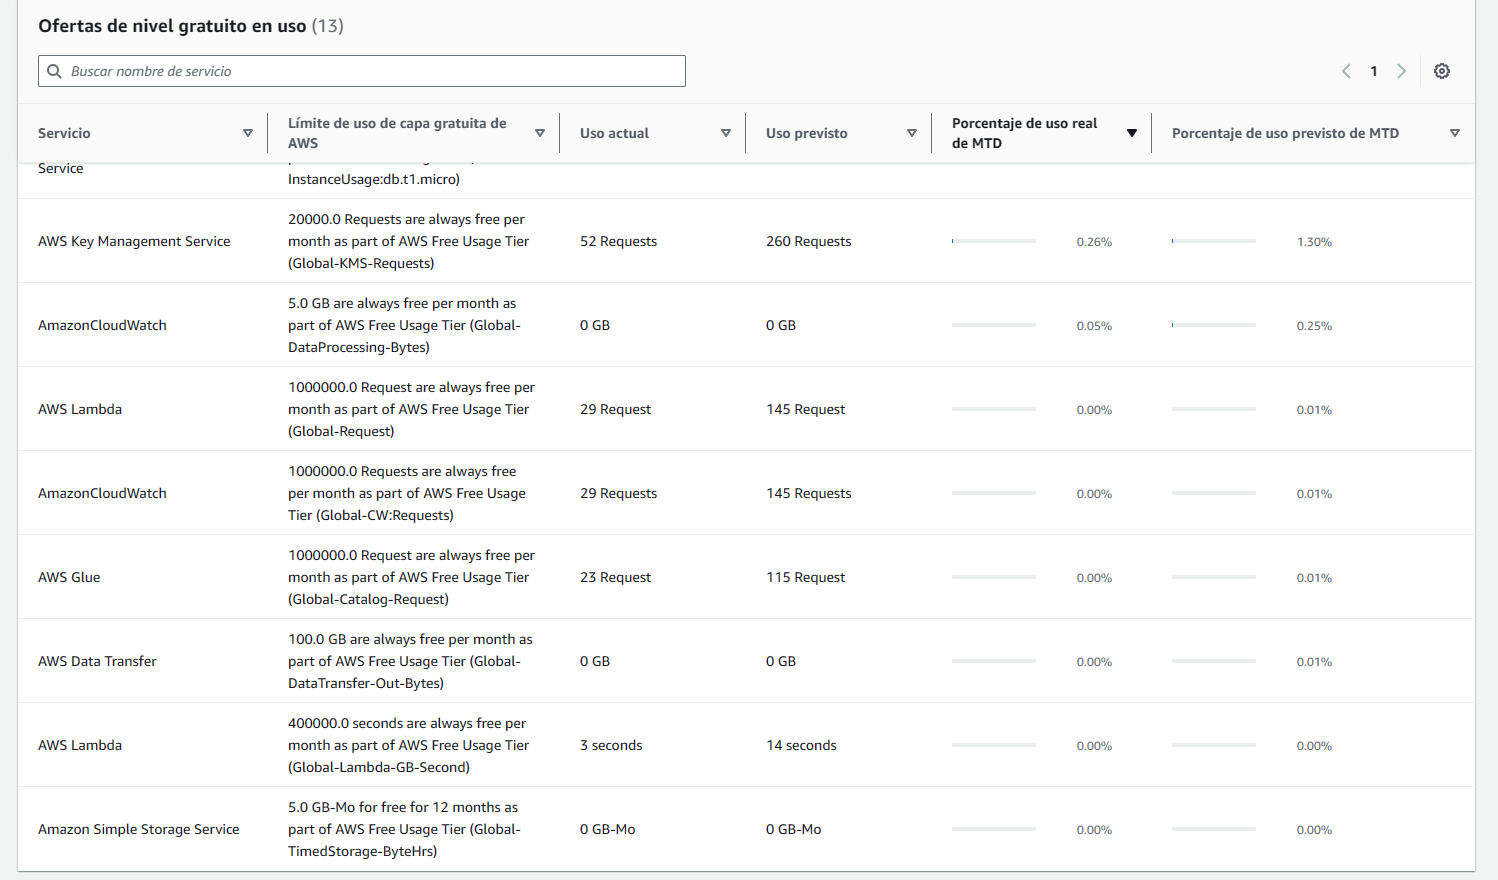 Ofertas de nivel gratuito en uso (13)
Buscar nombre de servicio
1
Servicio
Límite de uso de capa gratuita de
AWS
Uso actual
Uso previsto
Porcentaje de uso real
de MTD
Porcentaje de uso previsto de MTD
Service
InstanceUsage:db.t1.micro)
AWS Key Management Service
20000.0 Requests are always free per
month as part of AWS Free Usage Tier
(Global-KMS-Requests)
52 Requests
260 Requests
0.26%
1.30%
AmazonCloudWatch
5.0 GB are always free per month as
part of AWS Free Usage Tier (Global-
DataProcessing-Bytes)
0 GB
0 GB
0.05%
0.25%
AWS Lambda
1000000.0 Request are always free per
month as part of AWS Free Usage Tier
(Global-Request)
29 Request
145 Request
0.00%
0.01%
AmazonCloudWatch
1000000.0 Requests are always free
per month as part of AWS Free Usage
Tier (Global-CW:Requests)
29 Requests
145 Requests
0.00%
0.01%
AWS Glue
1000000.0 Request are always free per
month as part of AWS Free Usage Tier
(Global-Catalog-Request)
23 Request
115 Request
0.00%
0.01%
AWS Data Transfer
100.0 GB are always free per month as
part of AWS Free Usage Tier (Global-
DataTransfer-Out-Bytes)
0 GB
0 GB
0.00%
0.01%
AWS Lambda
400000.0 seconds are always free per
month as part of AWS Free Usage Tier
(Global-Lambda-GB-Second)
3 seconds
14 seconds
0.00%
0.00%
Amazon Simple Storage Service
5.0 GB-Mo for free for 12 months as
part of AWS Free Usage Tier (Global-
TimedStorage-ByteHrs)
0 GB-Mo
0 GB-Mo
0.00%
0.00%